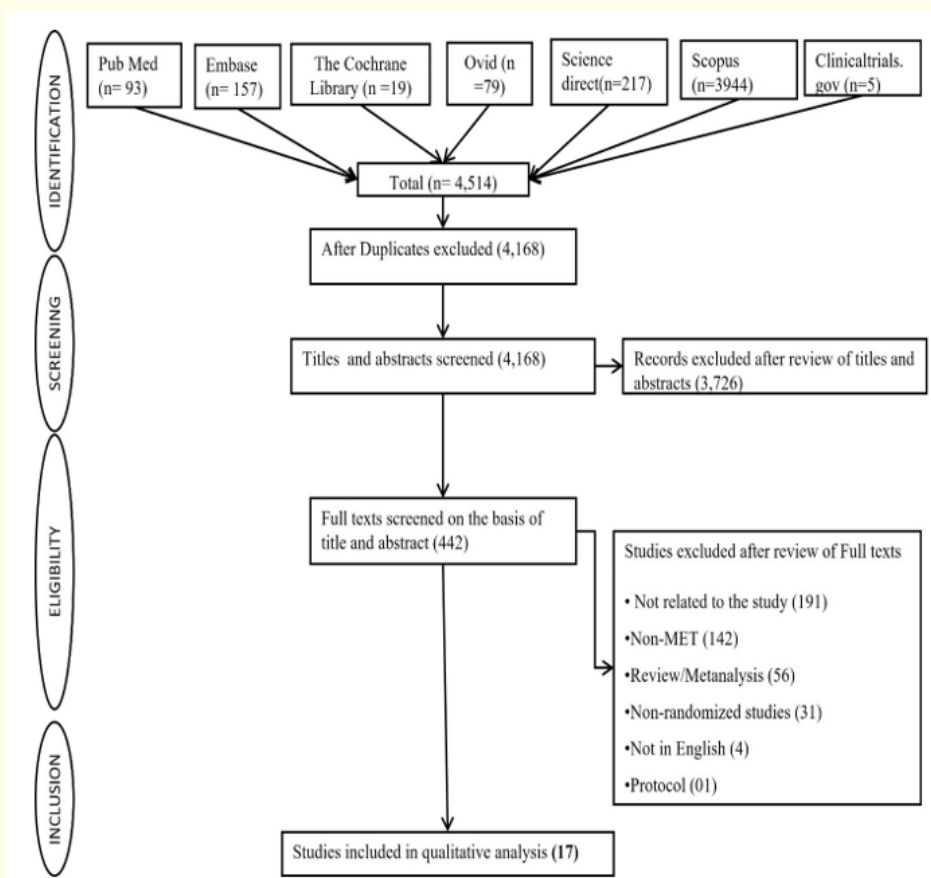 IDENTIFICATION
Pub Med
(n= 93)
Embase
(n= 157)
The Cochrane
Library (n =19)
Ovid (n
=79)
Science
direct(n=217)
Scopus
(n=3944)
Clinicaltrials.
gov (n=5)
Total (n= 4,514)
After Duplicates excluded (4,168)
SCREENING
Titles and abstracts screened (4,168)
Records excluded after review of titles and
abstracts (3,726)
ELIGIBILITY
Full texts screened on the basis of
title and abstract (442)
Studies excluded after review of Full texts
• Not related to the study (191)
•Non-MET (142)
•Review/Metanalysis (56)
•Non-randomized studies (31)
•Not in English (4)
•Protocol (01)
INCLUSION
Studies included in qualitative analysis (17)